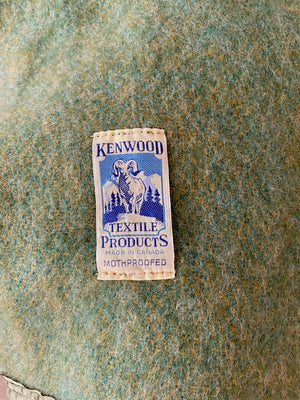 KENWOOD
TEXTILE
PRODUCTS
MADE IN CANADA
MOTHPROOFED